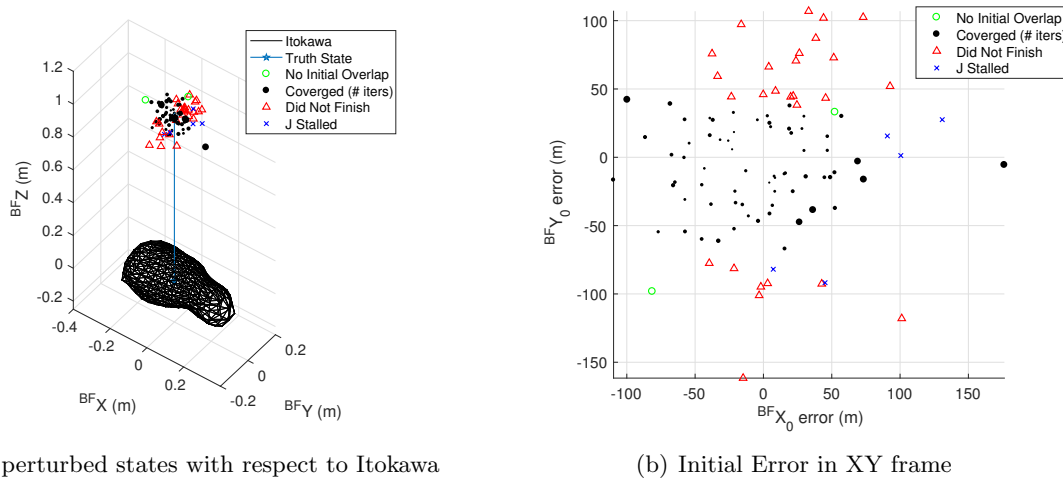 Itokawa
Truth State
No Initial Overlap
Coverged (# iters)
Did Not Finish
J Stalled
1.2
1
0.8
0.6
0.4
0.2
0
-0.2
BFZ (m)
-0.4
-0.2
0
0.2
BFX (m)
-0.2
0
0.2
BFY (m)
perturbed states with respect to Itokawa
No Initial Overlap
Coverged (# iters)
Did Not Finish
J Stalled
100
50
0
-50
-100
-150
BFY0 error (m)
-100
-50
0
50
100
150
BFX0 error (m)
(b) Initial Error in XY frame